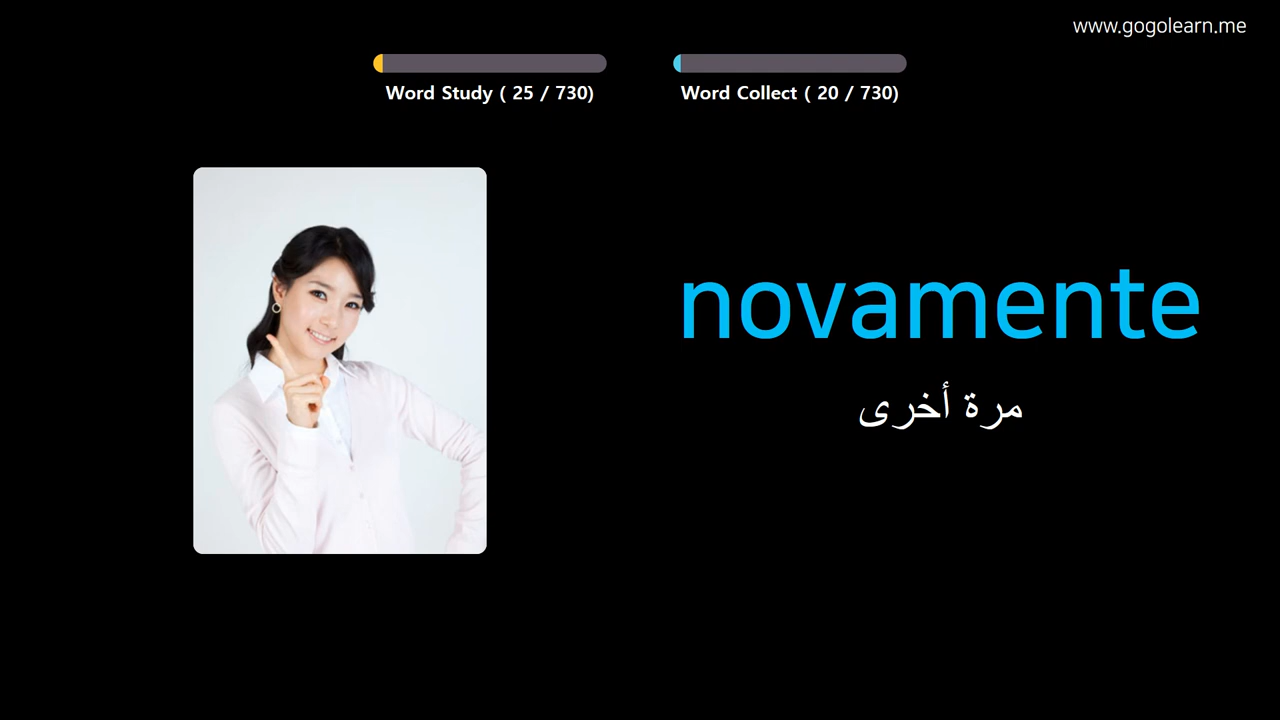 www.gogolearn.me
Word Study ( 25 / 730)
Word Collect ( 20 / 730)
novamente
مرة أخرى